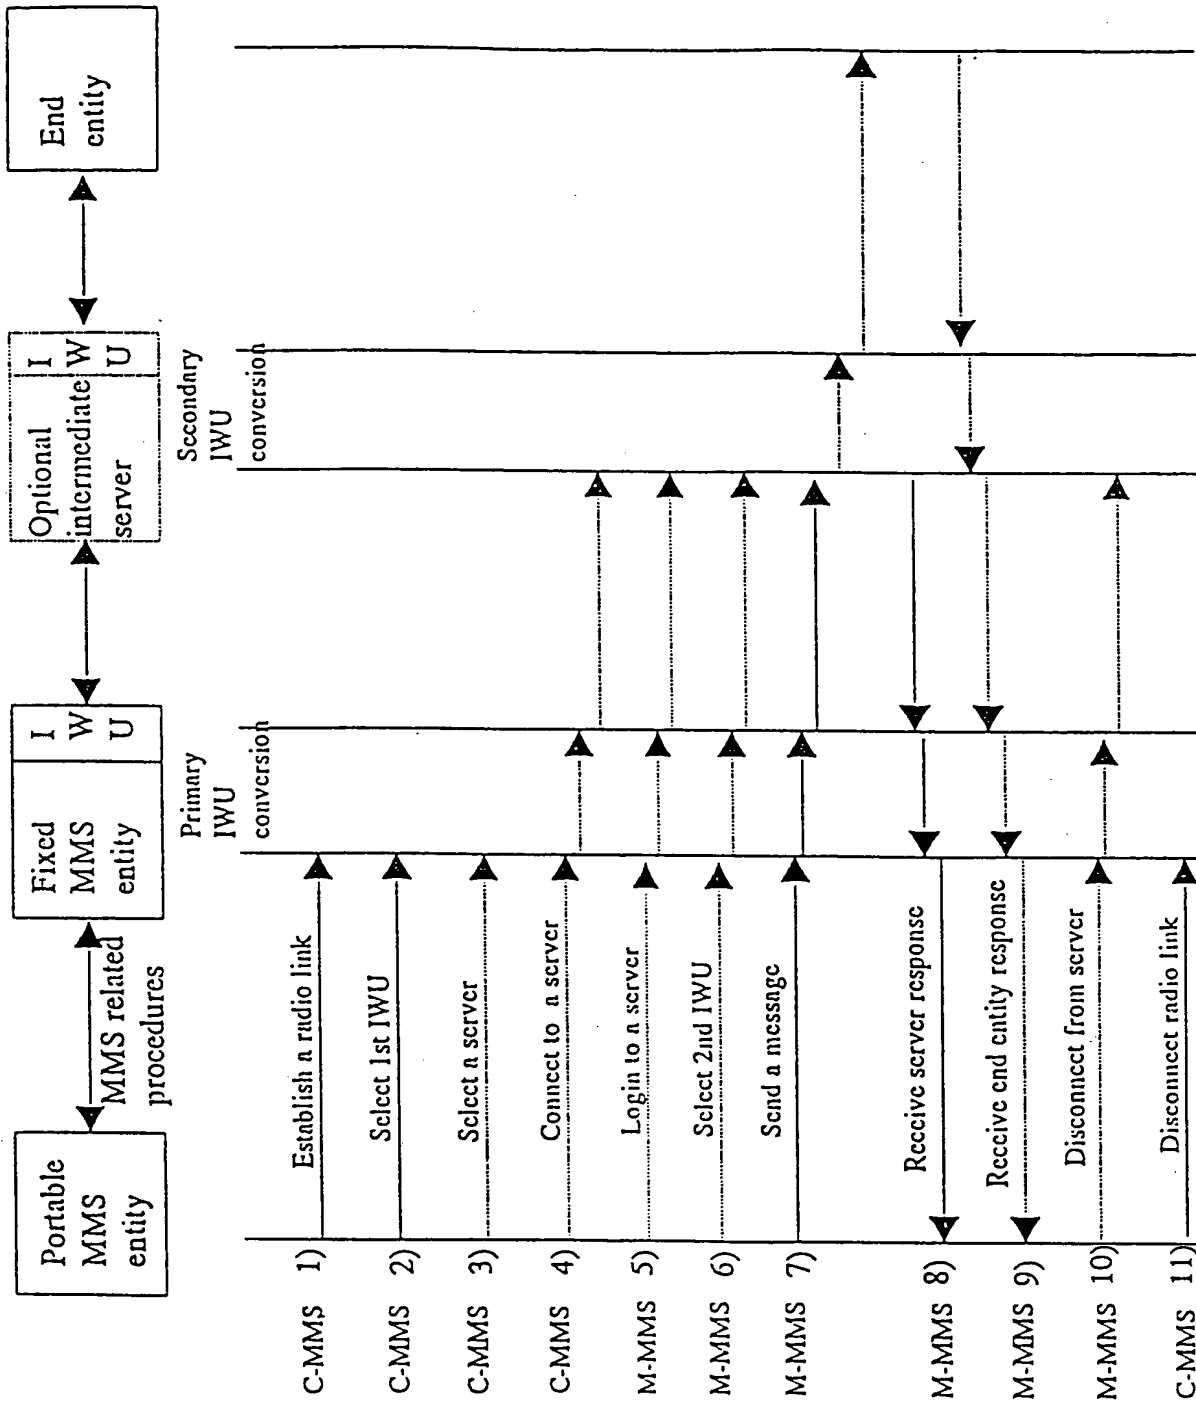 Portable
MMS
entity
MMS related
procedures
Fixed
MMS
entity
I
W
U
Optional
intermediate
server
I
W
U
End
entity
Primary
IWU
conversion
Secondary
IWU
conversion
C-MMS 1) Establish a radio link
C-MMS 2) Select 1st IWU
C-MMS 3) Select a server
C-MMS 4) Connect to a server
M-MMS 5) Login to a server
M-MMS 6) Select 2nd IWU
M-MMS 7) Send a message
M-MMS 8) Receive server response
M-MMS 9) Receive end entity response
M-MMS 10) Disconnect from server
C-MMS 11) Disconnect radio link